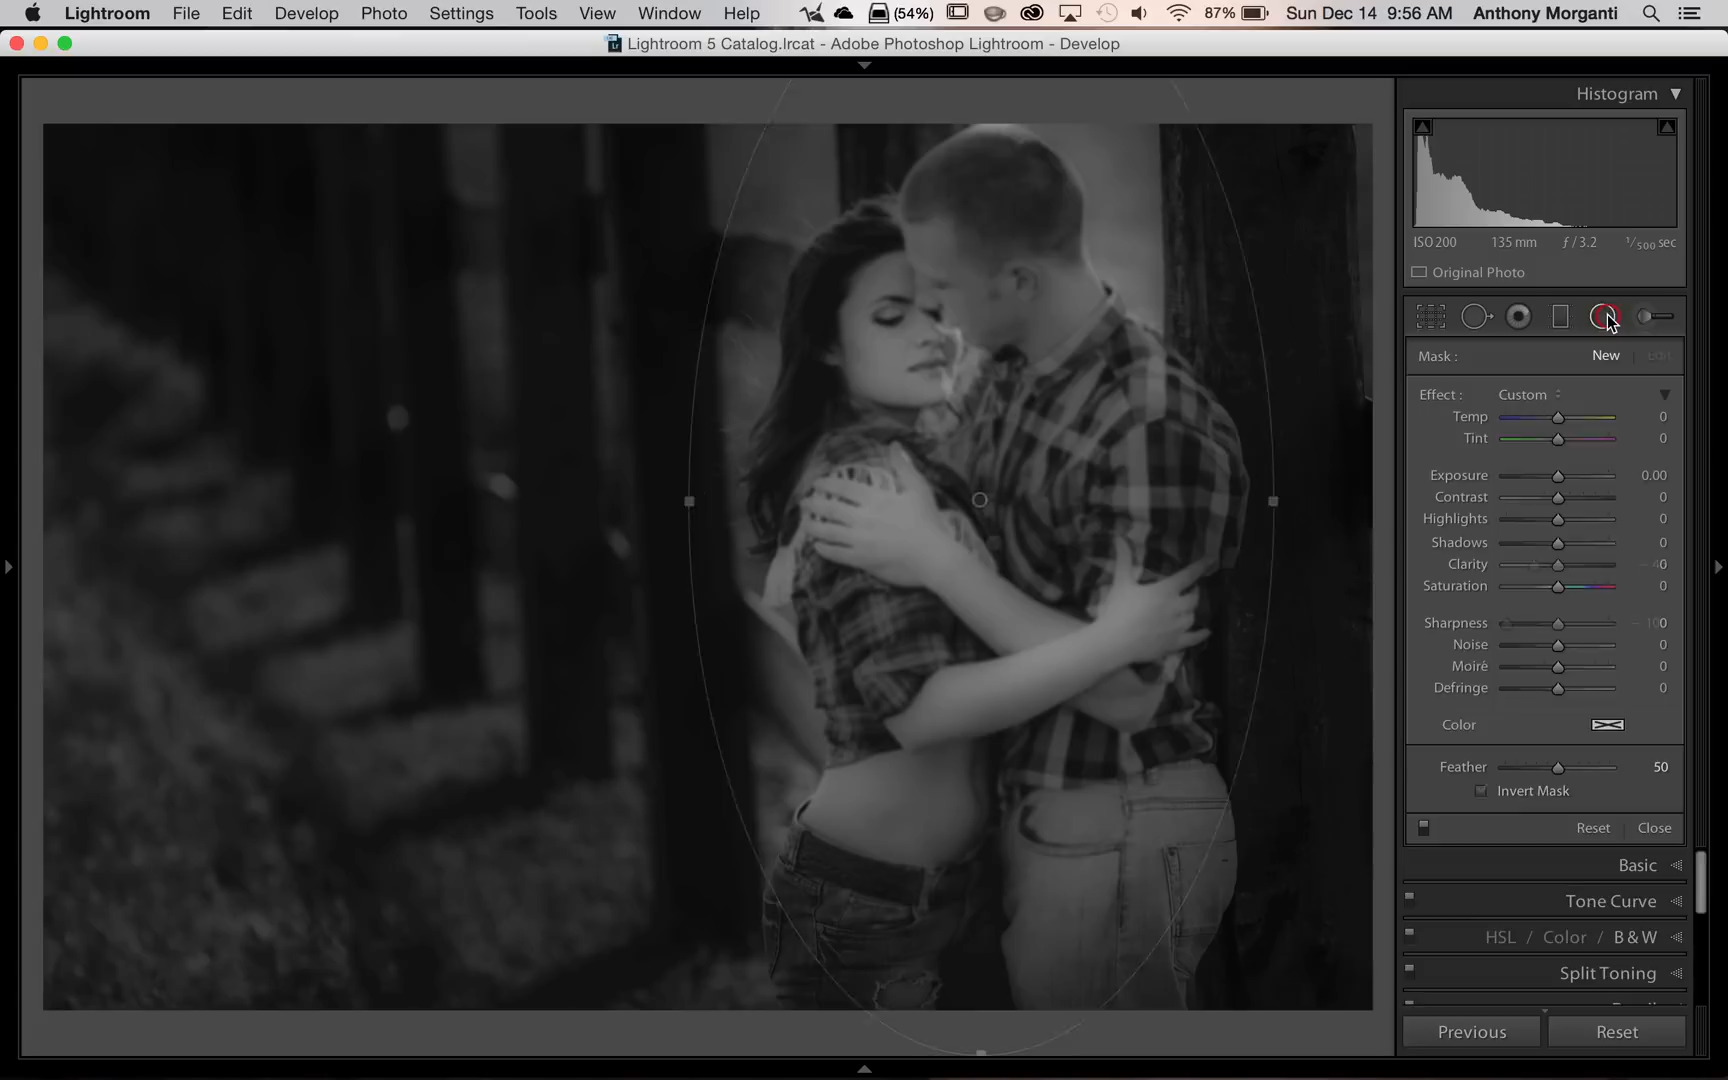 Lightroom File Edit Develop Photo Settings Tools View Window Help (54%) 87% Sun Dec 14 9:56 AM Anthony Morganti
Lightroom 5 Catalog.lrcat - Adobe Photoshop Lightroom - Develop
Histogram
ISO 200 135 mm ƒ / 3.2 1/500 sec
Original Photo
Mask : New Edit
Effect : Custom
Temp 0
Tint 0
Exposure 0.00
Contrast 0
Highlights 0
Shadows 0
Clarity 0
Saturation 0
Sharpness 0
Noise 0
Moiré 0
Defringe 0
Color
Feather 50
Invert Mask
Reset Close
Basic
Tone Curve
HSL / Color / B & W
Split Toning
Previous Reset